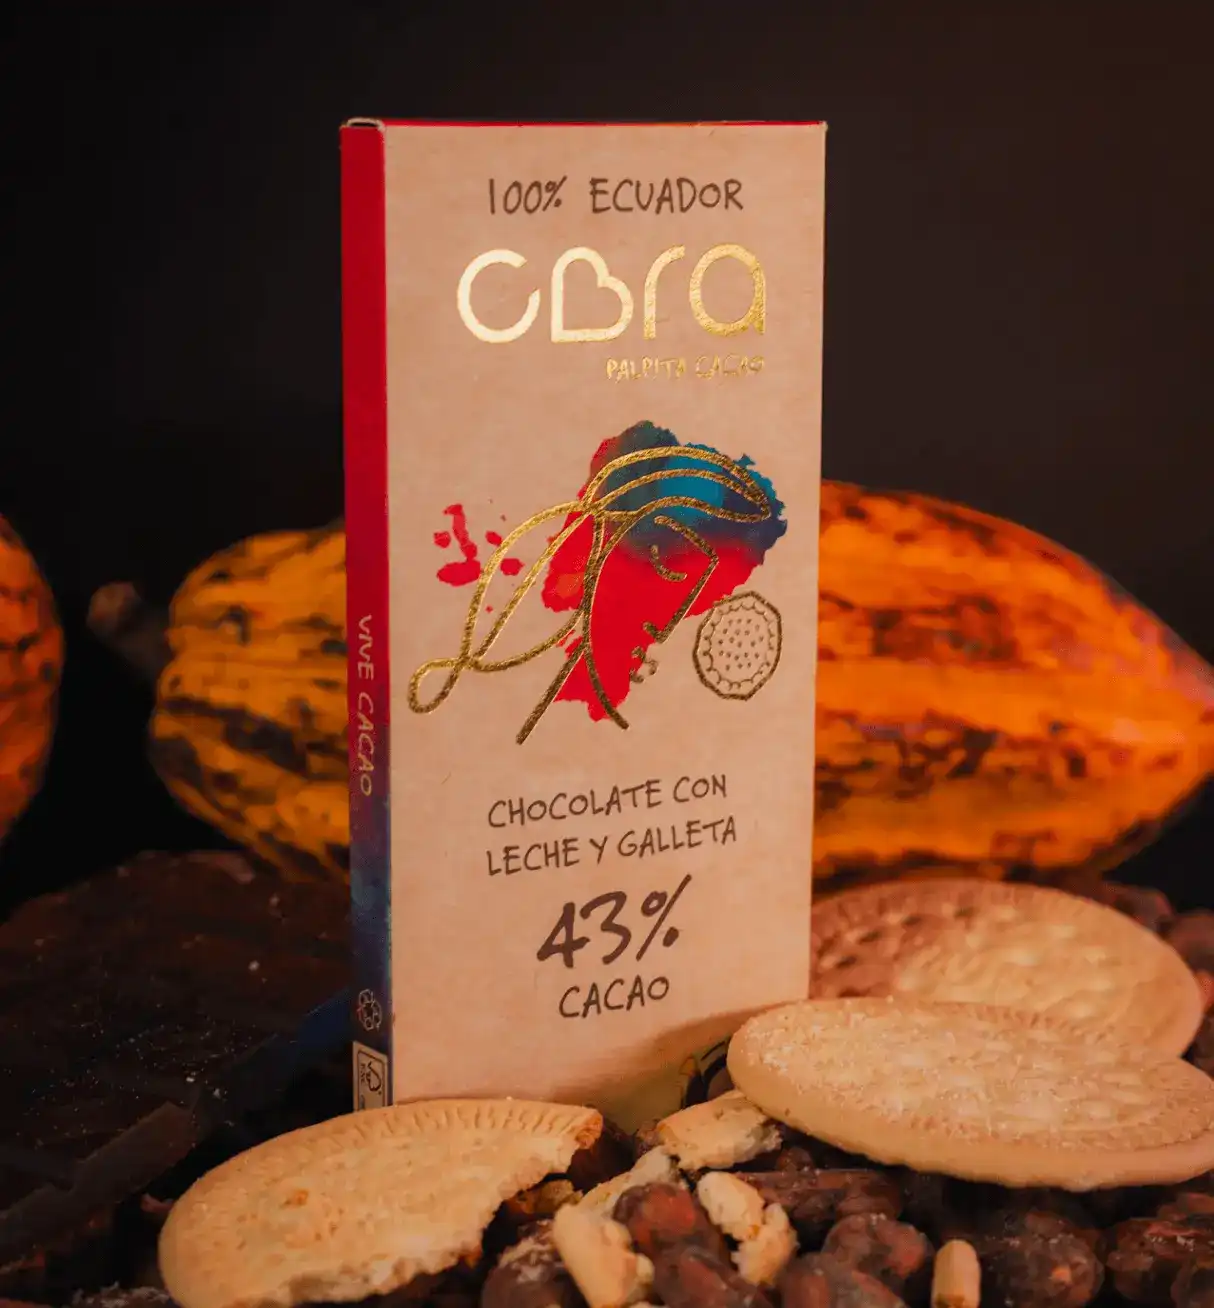 100% ECUADOR
CBra
PALPITA CACAO
CHOCOLATE CON
LECHE Y GALLETA
43%
CACAO
VIVE CACAO